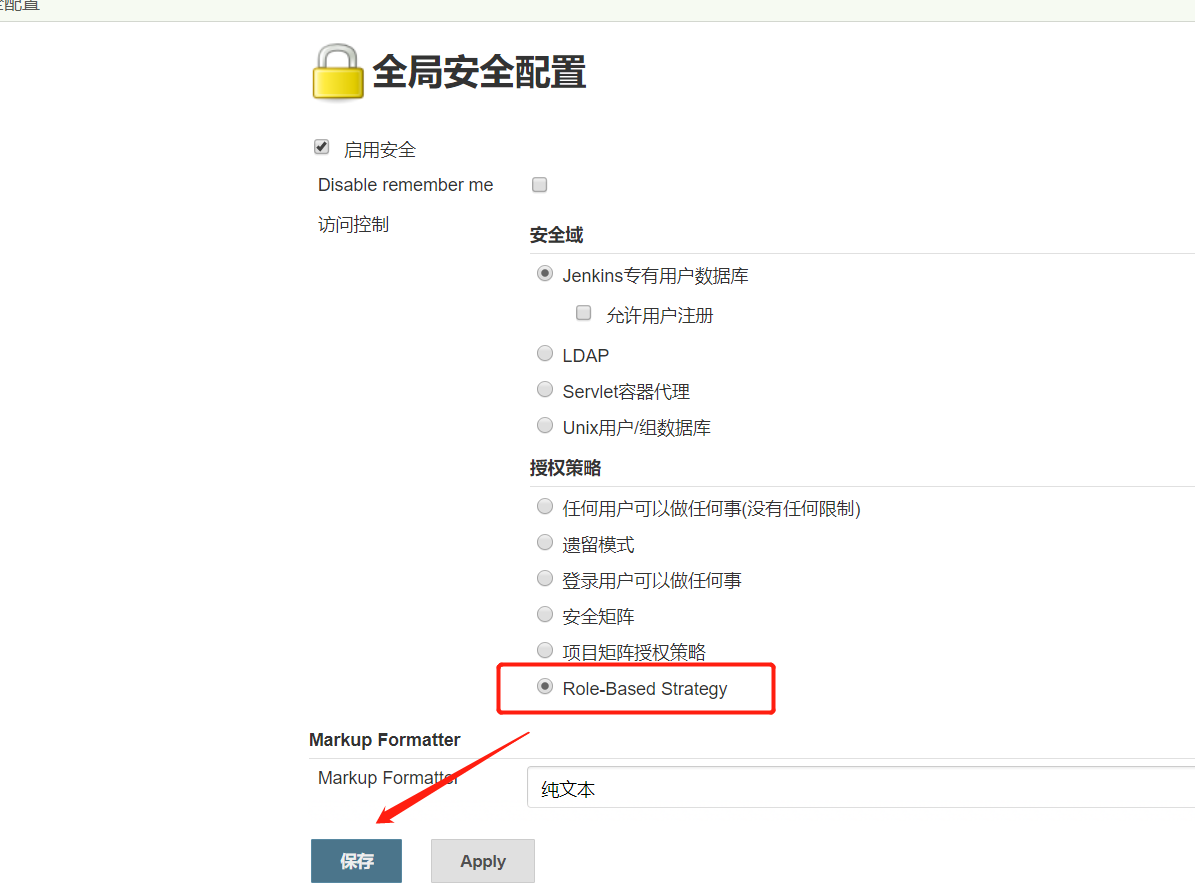 全局安全配置
启用安全
Disable remember me
访问控制
安全域
Jenkins专有用户数据库
允许用户注册
LDAP
Servlet容器代理
Unix用户/组数据库
授权策略
任何用户可以做任何事(没有任何限制)
遗留模式
登录用户可以做任何事
安全矩阵
项目矩阵授权策略
Role-Based Strategy
Markup Formatter
Markup Formatter
纯文本
保存 Apply